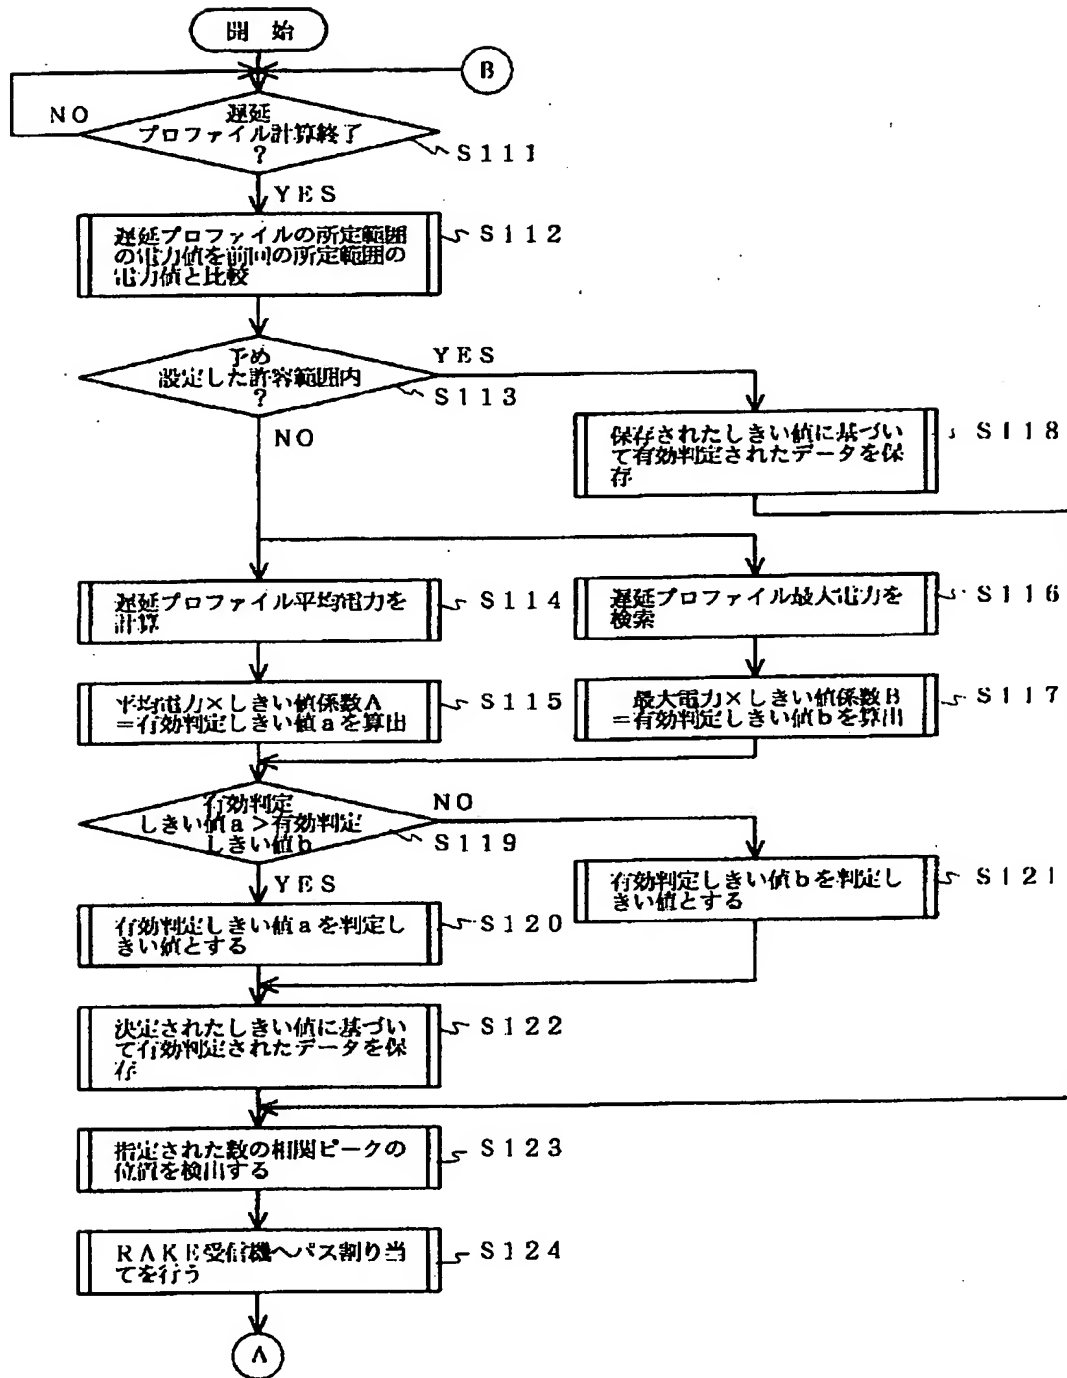 開 始
B
NO
遅延
プロファイル計算終了
?
S111
YES
遅延プロファイルの所定範囲
の電力値を前回の所定範囲の
電力値と比較
S112
予め
設定した許容範囲内
?
YES
S113
NO
保存されたしきい値に基づい
て有効判定されたデータを保
存
S118
遅延プロファイル平均電力を
計算
S114
遅延プロファイル最大電力を
検索
S116
平均電力×しきい値係数A
=有効判定しきい値aを算出
S115
最大電力×しきい値係数B
=有効判定しきい値bを算出
S117
有効判定
しきい値a>有効判定
しきい値b
NO
S119
YES
有効判定しきい値aを判定し
きい値とする
S120
有効判定しきい値bを判定し
きい値とする
S121
決定されたしきい値に基づい
て有効判定されたデータを保
存
S122
指定された数の相関ピークの
位置を検出する
S123
RAKE受信機へパス割り当
てを行う
S124
A